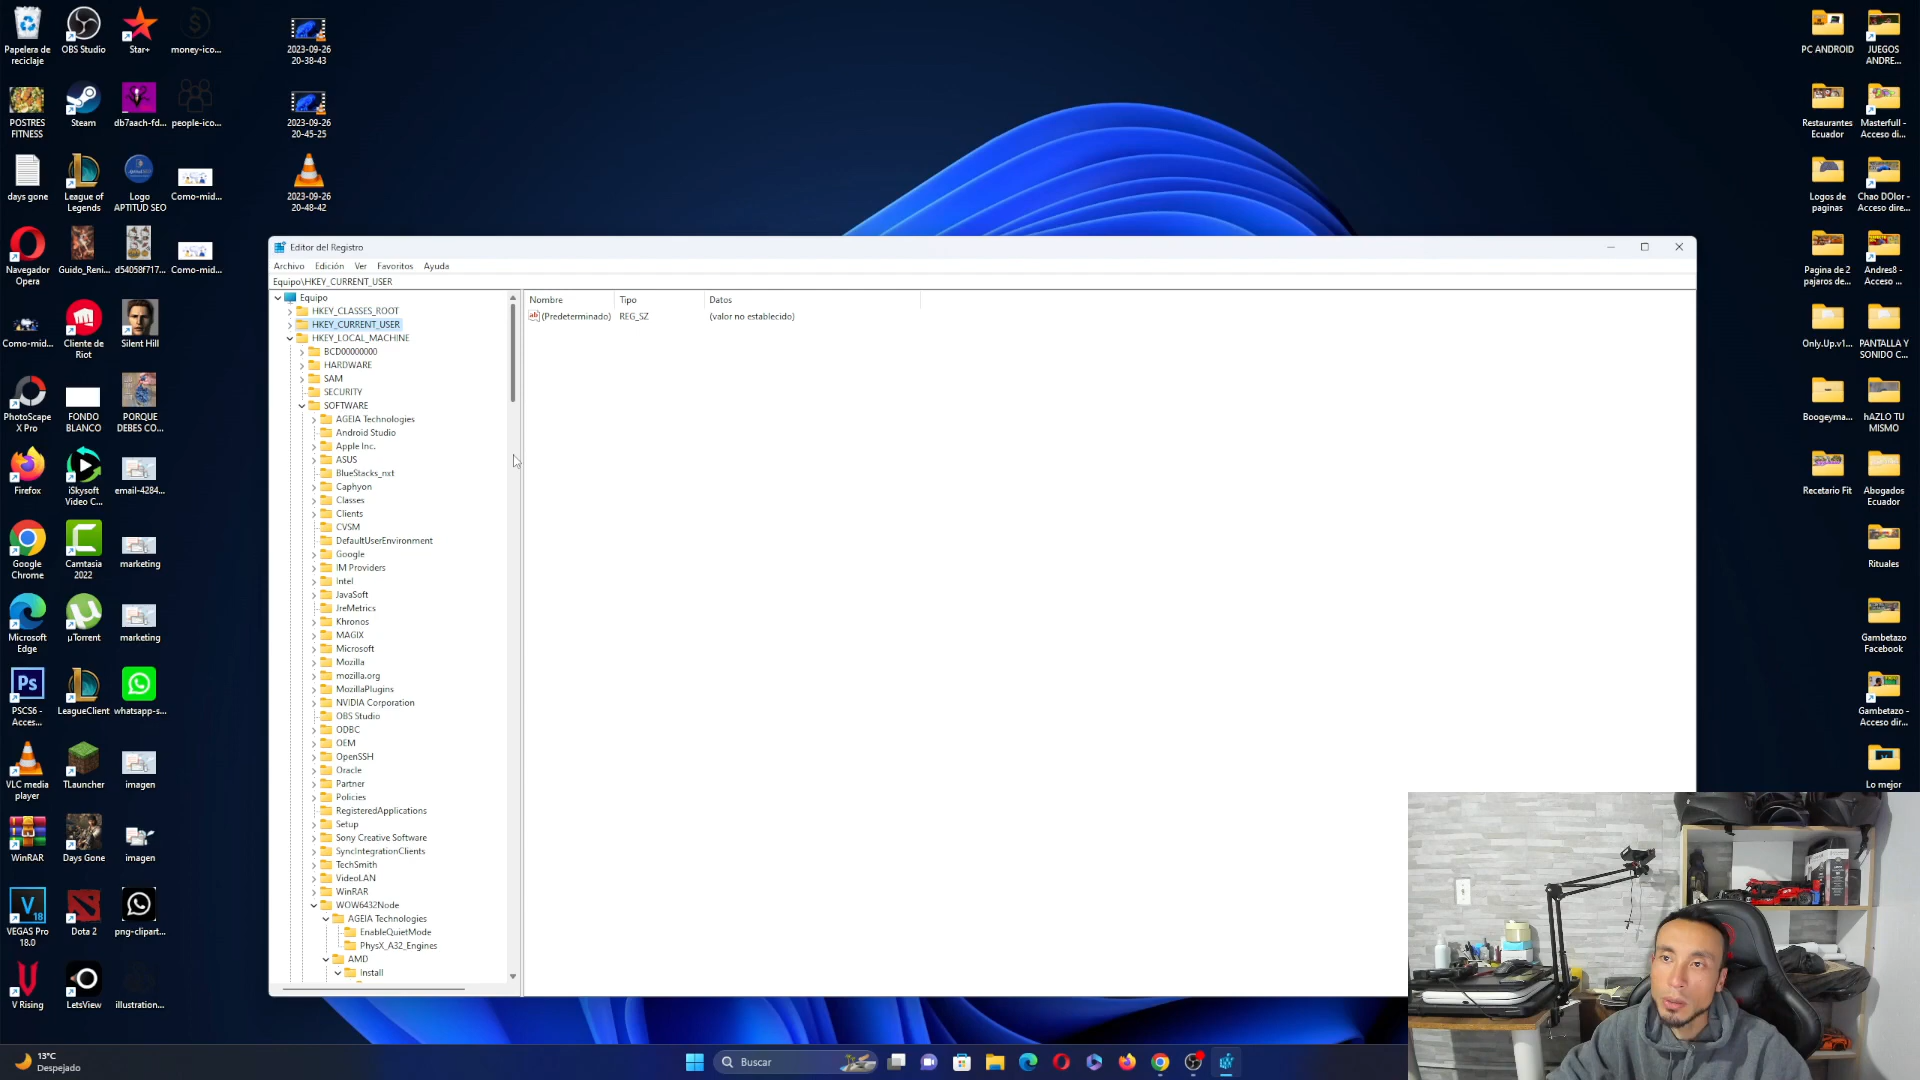 Papelera de
reciclaje
OBS Studio
Star+
money-ico...
2023-09-26
20-38-43
POSTRES
FITNESS
Steam
db7aach-fd...
people-ico...
2023-09-26
20-45-25
days gone
League of
Legends
Logo
APTITUD SEO
Como-mid...
2023-09-26
20-48-42
Navegador
Opera
Guido_Reni...
d54058f717...
Como-mid...
Como-mid...
Cliente de
Riot
Silent Hill
PhotoScape
X Pro
FONDO
BLANCO
PORQUE
DEBES CO...
Firefox
iSkysoft
Video C...
email-4284...
Google
Chrome
Camtasia
2022
marketing
Microsoft
Edge
µTorrent
marketing
PSCS6 -
Acces...
LeagueClient
whatsapp-s...
VLC media
player
TLauncher
imagen
WinRAR
Days Gone
imagen
VEGAS Pro
18.0
Dota 2
png-clipart...
V Rising
LetsView
illustration...
Editor del Registro
Archivo Edición Ver Favoritos Ayuda
Equipo\HKEY_CURRENT_USER
Equipo
HKEY_CLASSES_ROOT
HKEY_CURRENT_USER
HKEY_LOCAL_MACHINE
BCD00000000
HARDWARE
SAM
SECURITY
SOFTWARE
AGEIA Technologies
Android Studio
Apple Inc.
ASUS
BlueStacks_nxt
Caphyon
Classes
Clients
CVSM
DefaultUserEnvironment
Google
IM Providers
Intel
JavaSoft
JreMetrics
Khronos
MAGIX
Microsoft
Mozilla
mozilla.org
MozillaPlugins
NVIDIA Corporation
OBS Studio
ODBC
OEM
OpenSSH
Oracle
Partner
Policies
RegisteredApplications
Setup
Sony Creative Software
SyncIntegrationClients
TechSmith
VideoLAN
WinRAR
WOW6432Node
AGEIA Technologies
EnableQuietMode
PhysX_A32_Engines
AMD
Install
Nombre Tipo Datos
(Predeterminado) REG_SZ (valor no establecido)
PC ANDROID
JUEGOS
ANDRE...
Restaurantes
Ecuador
Masterfull -
Acceso di...
Logos de
paginas
Chao DOlor -
Acceso dire...
Pagina de 2
pajaros de...
Andres8 -
Acceso ...
Only.Up.v1...
PANTALLA Y
SONIDO C...
Boogeyma...
hAZLO TU
MISMO
Recetario Fit
Abogados
Ecuador
Rituales
Gambetazo
Facebook
Gambetazo -
Acceso dir...
Lo mejor
13°C
Despejado
Buscar